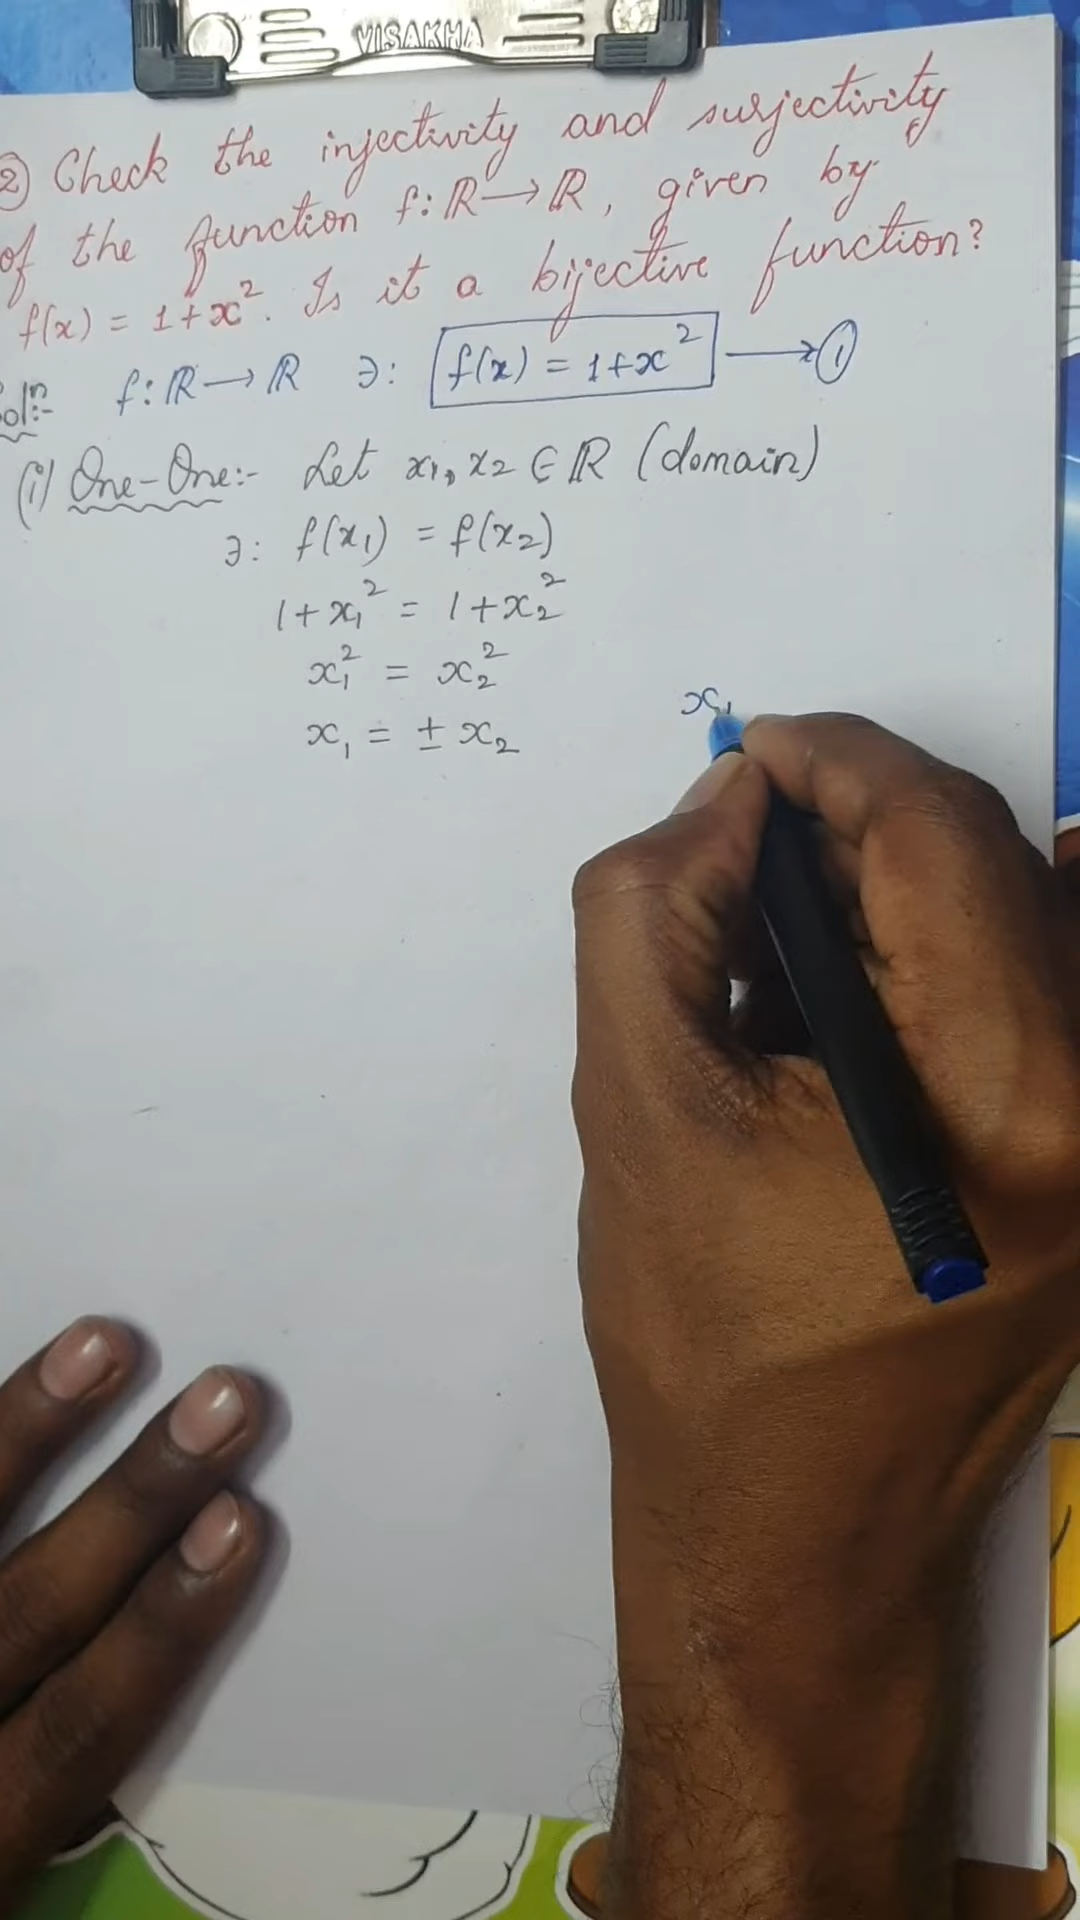 VISAKHA
2) Check the injectivity and surjectivity
of the function f: ℝ → ℝ, given by
f(x) = 1+x². Is it a bijective function?
Solⁿ:- f: ℝ → ℝ ∋: f(x) = 1+x² → ①
(i) One-One:- Let x₁, x₂ ∈ ℝ (domain)
∋: f(x₁) = f(x₂)
1+x₁² = 1+x₂²
x₁² = x₂²
x₁ = ± x₂
x₁